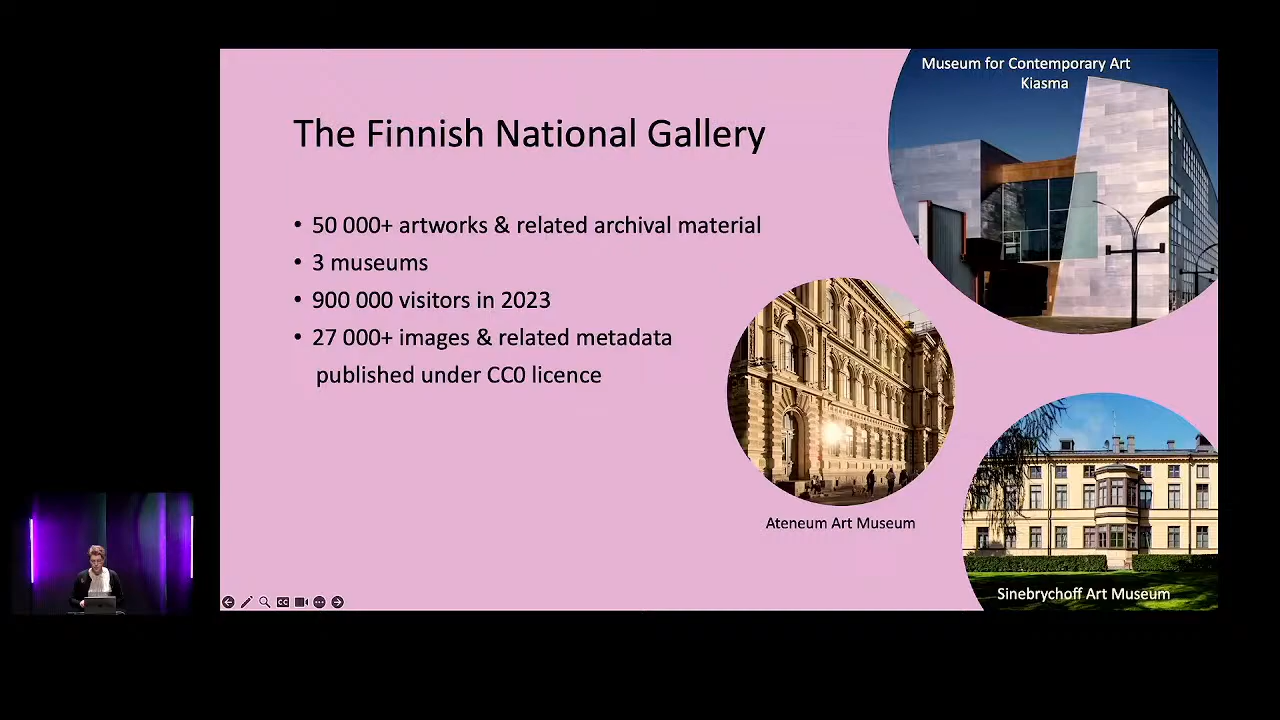 Museum for Contemporary Art
Kiasma
The Finnish National Gallery
• 50 000+ artworks & related archival material
• 3 museums
• 900 000 visitors in 2023
• 27 000+ images & related metadata
published under CC0 licence
Ateneum Art Museum
Sinebrychoff Art Museum